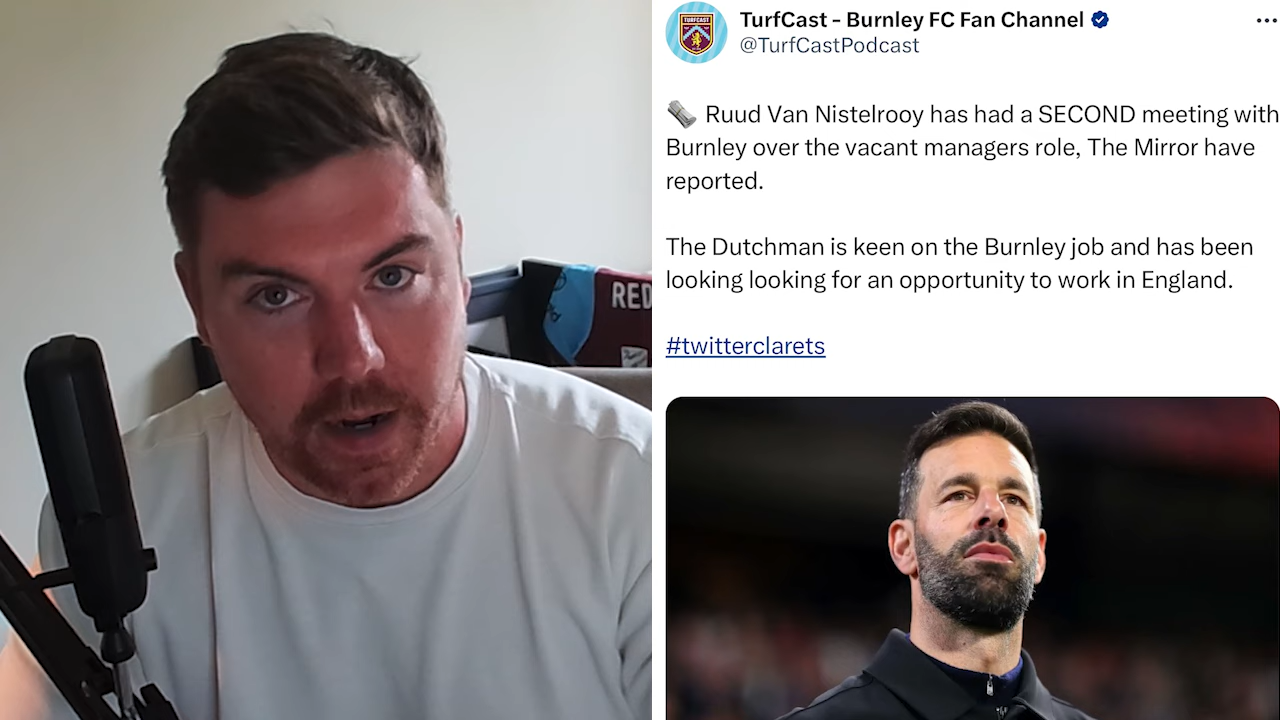 RED
TURFCAST
TurfCast - Burnley FC Fan Channel
@TurfCastPodcast
Ruud Van Nistelrooy has had a SECOND meeting with
Burnley over the vacant managers role, The Mirror have
reported.
The Dutchman is keen on the Burnley job and has been
looking looking for an opportunity to work in England.
#twitterclarets